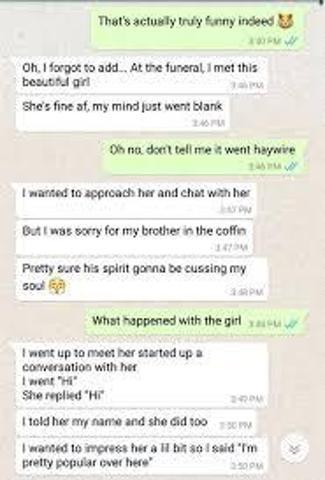 That's actually truly funny indeed 😹
3:40 PM
Oh, I forgot to add... At the funeral, I met this
beautiful girl
3:46 PM
She's fine af, my mind just went blank
3:46 PM
Oh no, don't tell me it went haywire
3:46 PM
I wanted to approach her and chat with her
3:47 PM
But I was sorry for my brother in the coffin
3:47 PM
Pretty sure his spirit gonna be cussing my
soul 😤
3:48 PM
What happened with the girl
3:48 PM
I went up to meet her started up a
conversation with her
I went "Hi"
She replied "Hi"
3:49 PM
I told her my name and she did too
3:50 PM
I wanted to impress her a lil bit so I said "I'm
pretty popular over here"
3:50 PM